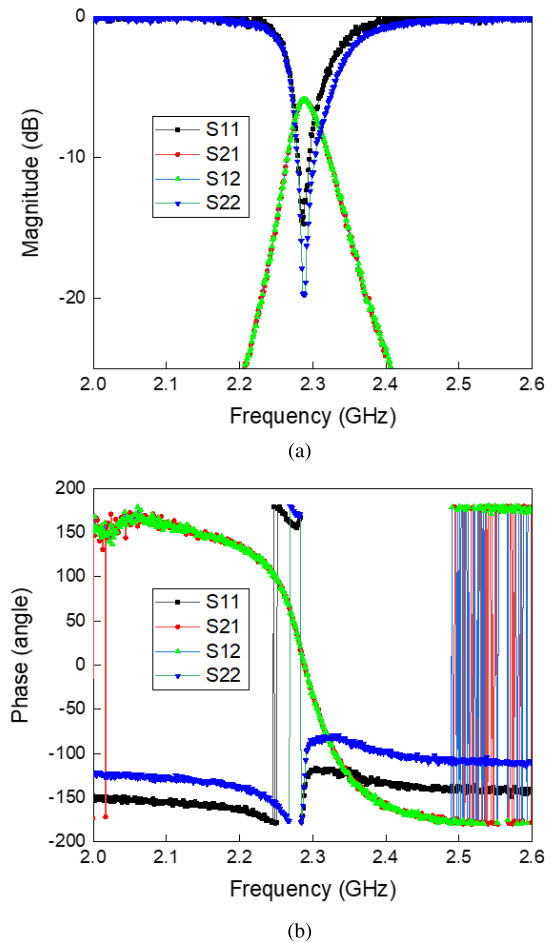 0
-10
-20
Magnitude (dB)
S11
S21
S12
S22
2.0 2.1 2.2 2.3 2.4 2.5 2.6
Frequency (GHz)
(a)
200
150
100
50
0
-50
-100
-150
-200
Phase (angle)
S11
S21
S12
S22
2.0 2.1 2.2 2.3 2.4 2.5 2.6
Frequency (GHz)
(b)